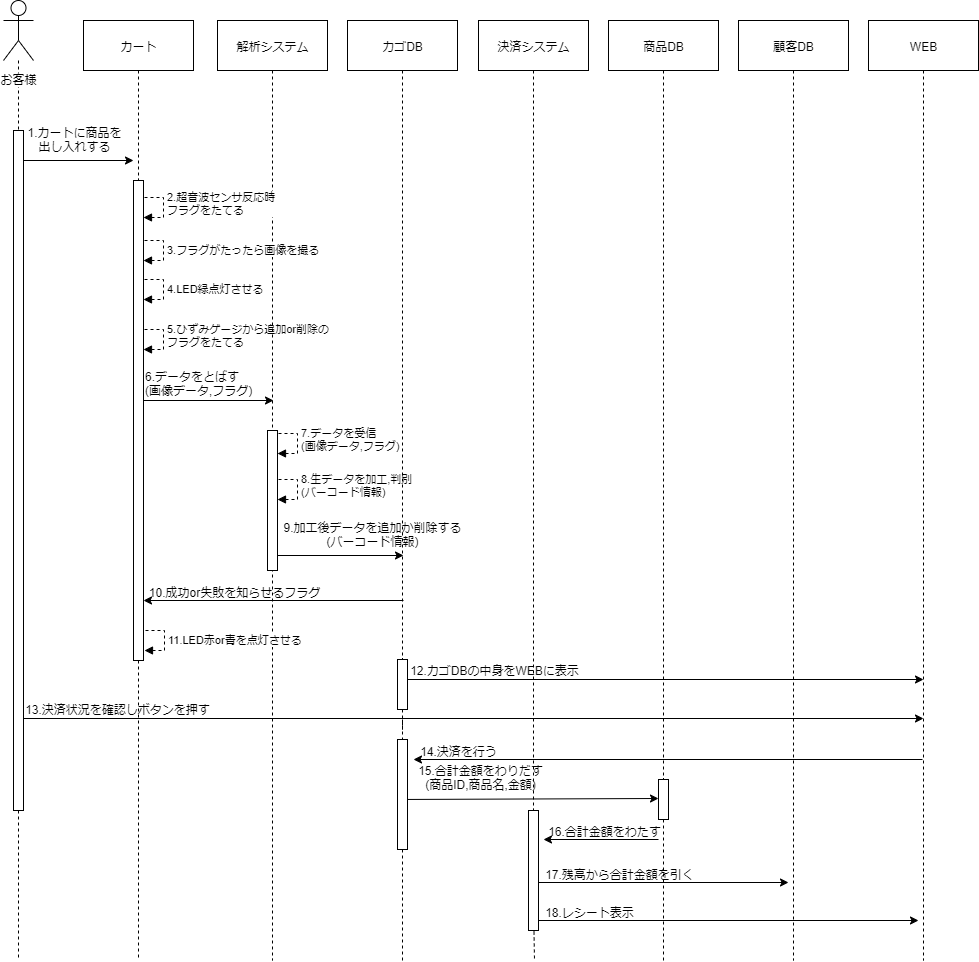 お客様
カート
解析システム
カゴDB
決済システム
商品DB
顧客DB
WEB
1.カートに商品を
出し入れする
2.超音波センサ反応時
フラグをたてる
3.フラグがたったら画像を撮る
4.LED緑点灯させる
5.ひずみゲージから追加or削除の
フラグをたてる
6.データをとばす
(画像データ,フラグ)
7.データを受信
(画像データ,フラグ)
8.生データを加工,判別
(バーコード情報)
9.加工後データを追加か削除する
(バーコード情報)
10.成功or失敗を知らせるフラグ
11.LED赤or青を点灯させる
12.カゴDBの中身をWEBに表示
13.決済状況を確認しボタンを押す
14.決済を行う
15.合計金額をわりだす
(商品ID,商品名,金額)
16.合計金額をわたす
17.残高から合計金額を引く
18.レシート表示